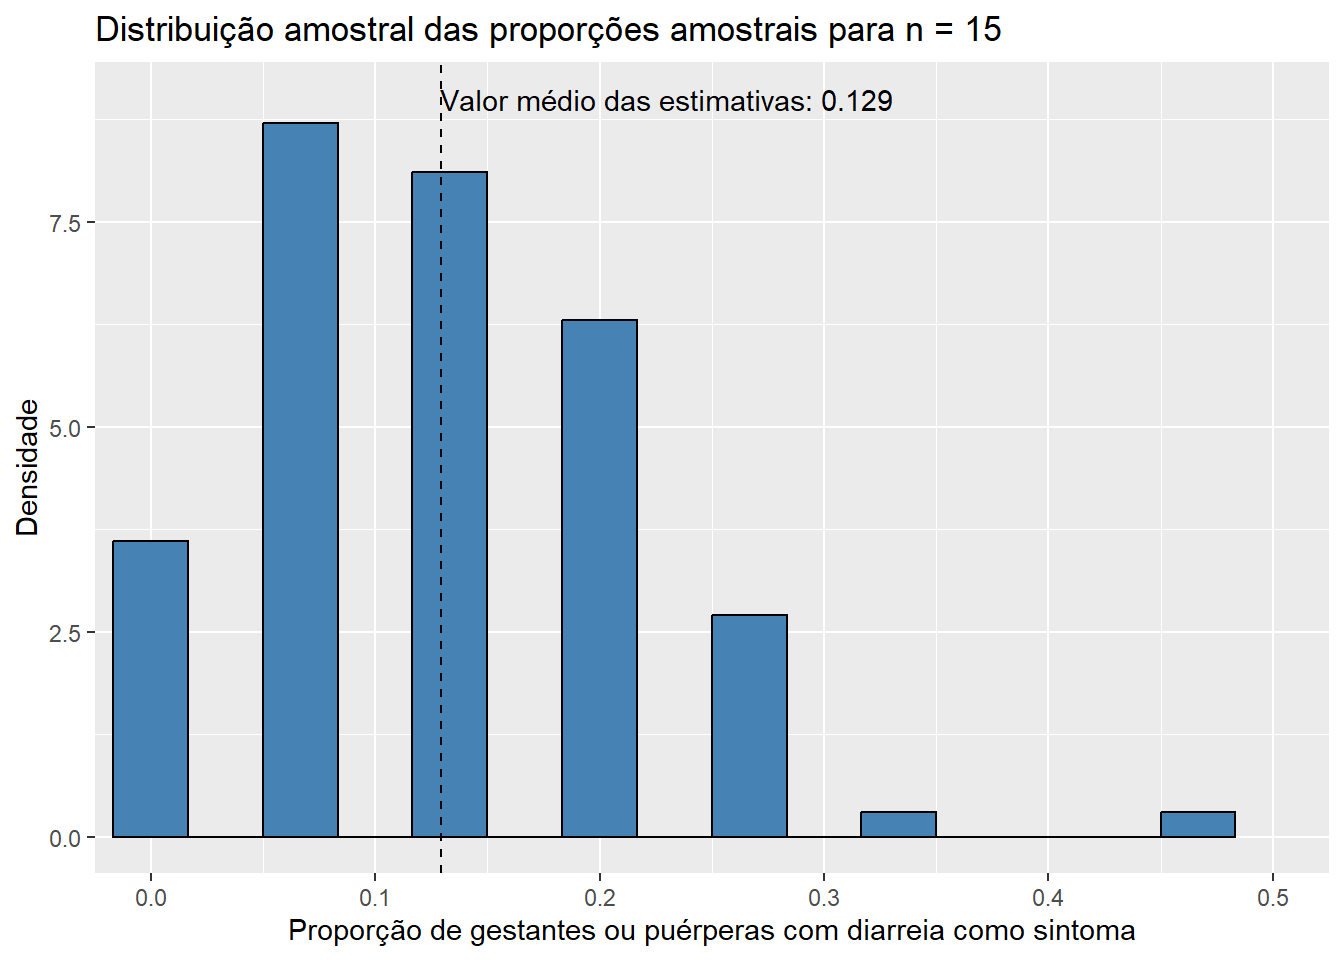 Distribuição amostral das proporções amostrais para n = 15
Valor médio das estimativas: 0.129
Densidade
7.5
5.0
2.5
0.0
0.0 0.1 0.2 0.3 0.4 0.5
Proporção de gestantes ou puérperas com diarreia como sintoma